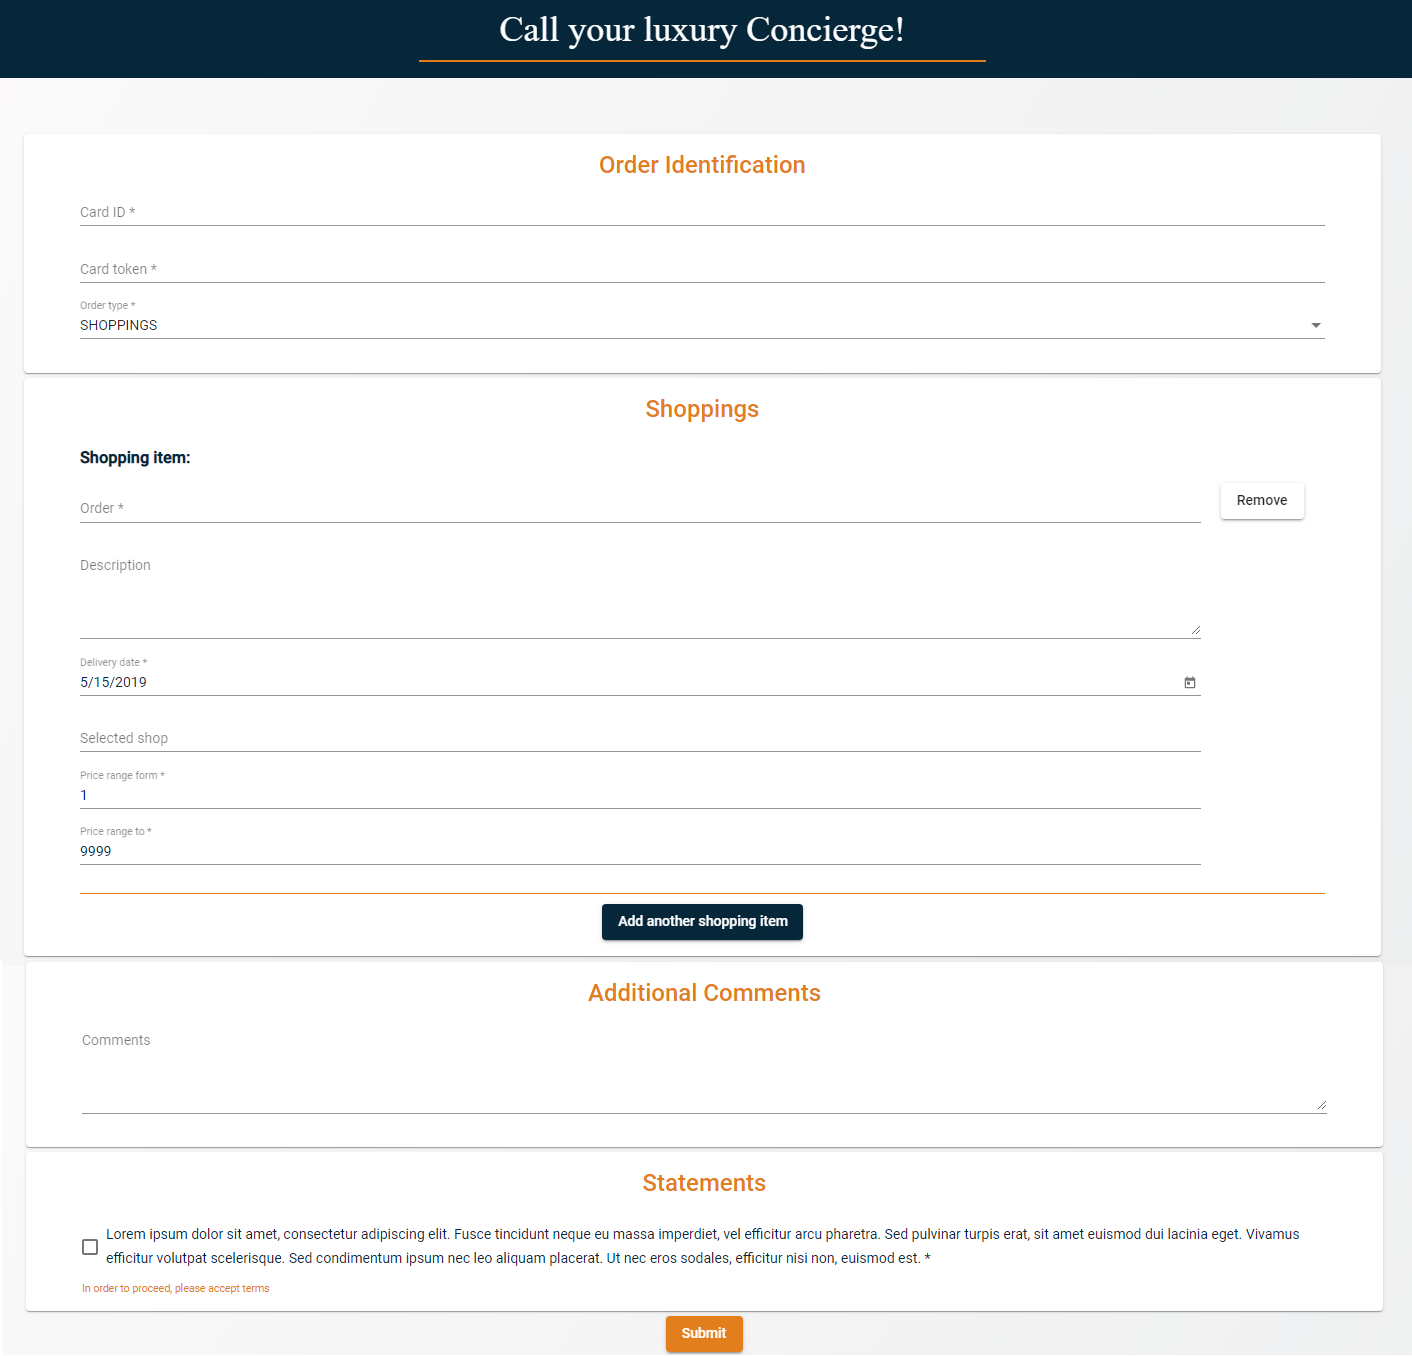 Call your luxury Concierge!
Order Identification
Card ID *
Card token *
Order type *
SHOPPINGS
Shoppings
Shopping item:
Order *
Remove
Description
Delivery date *
5/15/2019
Selected shop
Price range form *
1
Price range to *
9999
Add another shopping item
Additional Comments
Comments
Statements
Lorem ipsum dolor sit amet, consectetur adipiscing elit. Fusce tincidunt neque eu massa imperdiet, vel efficitur arcu pharetra. Sed pulvinar turpis erat, sit amet euismod dui lacinia eget. Vivamus
efficitur volutpat scelerisque. Sed condimentum ipsum nec leo aliquam placerat. Ut nec eros sodales, efficitur nisi non, euismod est. *
In order to proceed, please accept terms
Submit